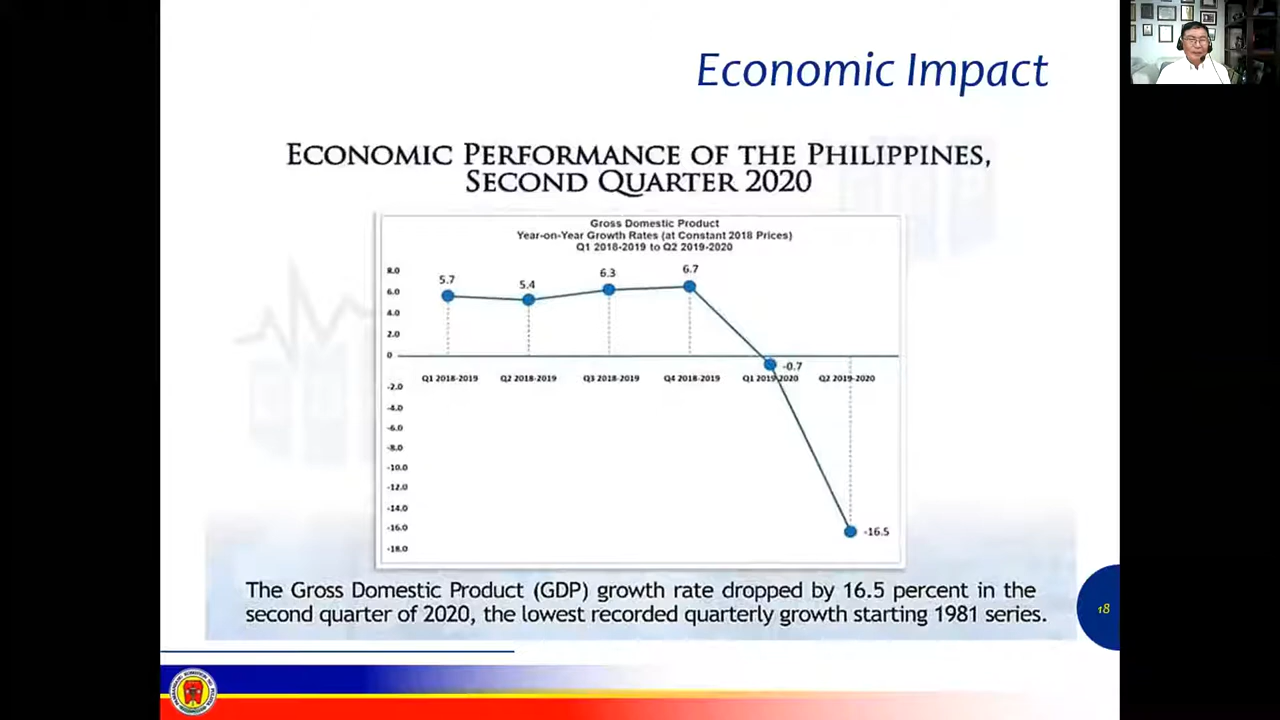 Economic Impact
ECONOMIC PERFORMANCE OF THE PHILIPPINES,
SECOND QUARTER 2020
Gross Domestic Product
Year-on-Year Growth Rates (at Constant 2018 Prices)
Q1 2018-2019 to Q2 2019-2020
8.0
6.0
4.0
2.0
0
-2.0
-4.0
-6.0
-8.0
-10.0
-12.0
-14.0
-16.0
-18.0
5.7
5.4
6.3
6.7
-0.7
-16.5
Q1 2018-2019
Q2 2018-2019
Q3 2018-2019
Q4 2018-2019
Q1 2019-2020
Q2 2019-2020
The Gross Domestic Product (GDP) growth rate dropped by 16.5 percent in the
second quarter of 2020, the lowest recorded quarterly growth starting 1981 series.
18